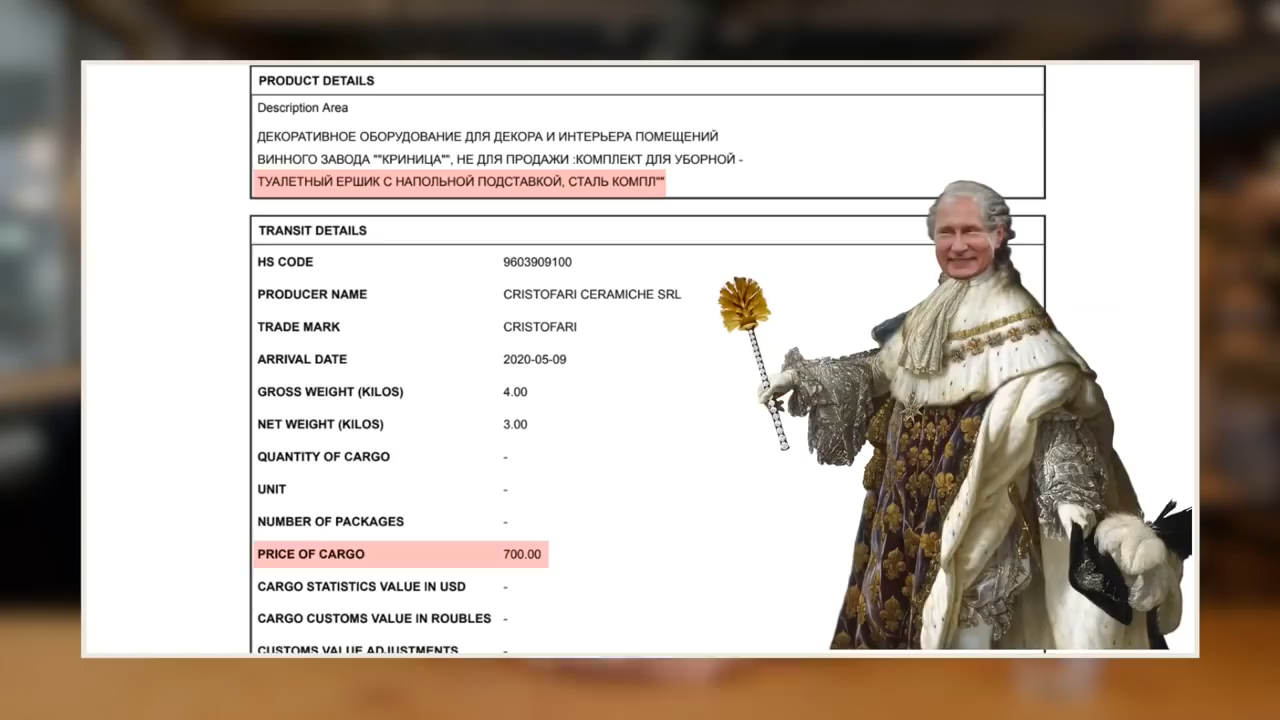 PRODUCT DETAILS
Description Area
ДЕКОРАТИВНОЕ ОБОРУДОВАНИЕ ДЛЯ ДЕКОРА И ИНТЕРЬЕРА ПОМЕЩЕНИЙ
ВИННОГО ЗАВОДА ""КРИНИЦА"", НЕ ДЛЯ ПРОДАЖИ :КОМПЛЕКТ ДЛЯ УБОРНОЙ -
ТУАЛЕТНЫЙ ЕРШИК С НАПОЛЬНОЙ ПОДСТАВКОЙ, СТАЛЬ КОМПЛ""
TRANSIT DETAILS
HS CODE 9603909100
PRODUCER NAME CRISTOFARI CERAMICHE SRL
TRADE MARK CRISTOFARI
ARRIVAL DATE 2020-05-09
GROSS WEIGHT (KILOS) 4.00
NET WEIGHT (KILOS) 3.00
QUANTITY OF CARGO -
UNIT -
NUMBER OF PACKAGES -
PRICE OF CARGO 700.00
CARGO STATISTICS VALUE IN USD -
CARGO CUSTOMS VALUE IN ROUBLES -
CUSTOMS VALUE ADJUSTMENTS -